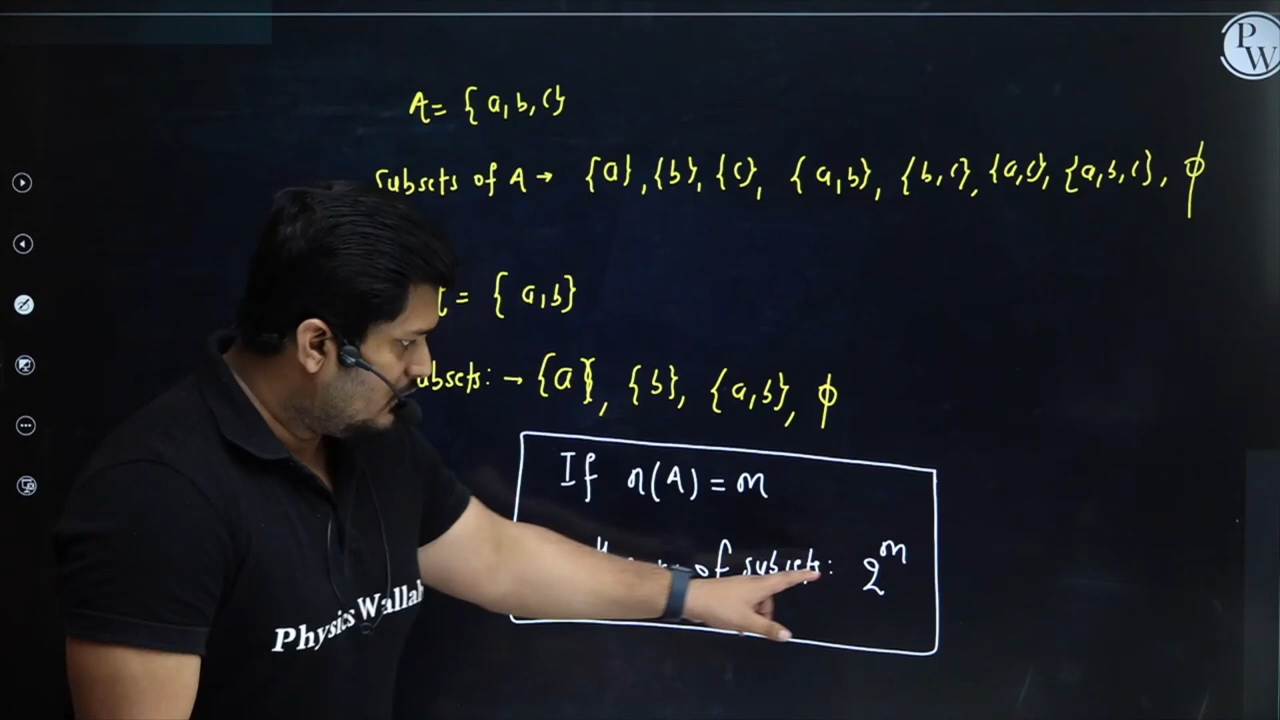 PW
A = {a, b, c}
subsets of A → {a}, {b}, {c}, {a, b}, {b, c}, {a, c}, {a, b, c}, ϕ
= {a, b}
ubsets: → {a}, {b}, {a, b}, ϕ
If n(A) = m
of subsets: 2^m
Physics Wallah